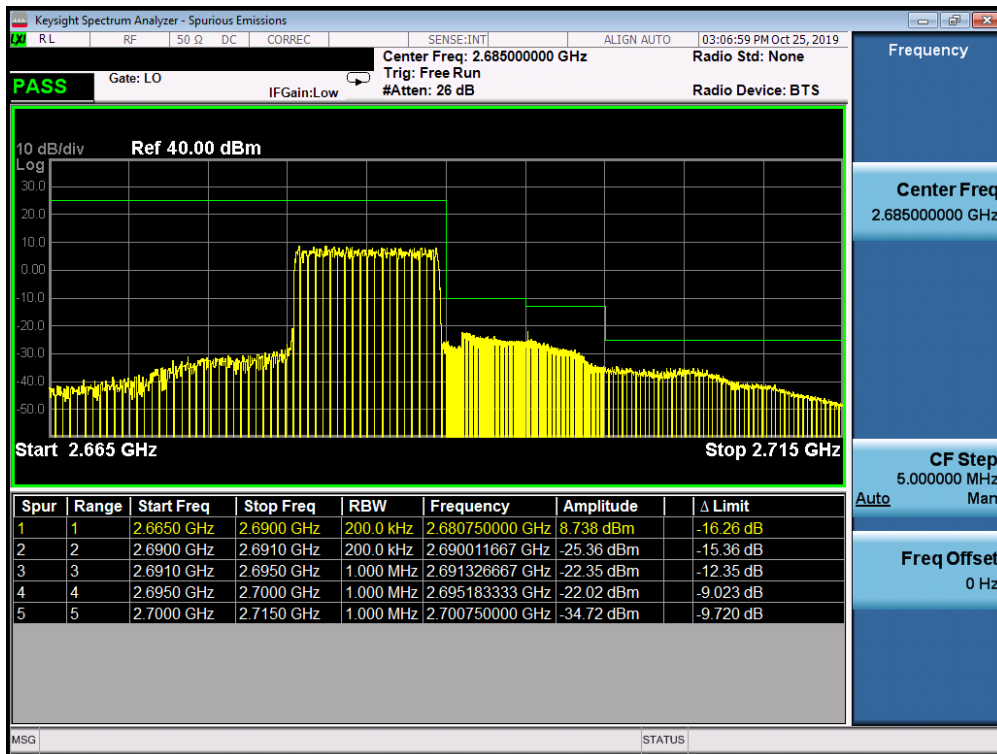 Keysight Spectrum Analyzer - Spurious Emissions
LXI RL RF 50 Ω DC CORREC SENSE:INT ALIGN AUTO 03:06:59 PM Oct 25, 2019
Frequency
Center Freq: 2.685000000 GHz Radio Std: None
Gate: LO Trig: Free Run
PASS IFGain:Low #Atten: 26 dB Radio Device: BTS
10 dB/div Ref 40.00 dBm
Log
30.0
20.0
10.0
0.00
-10.0
-20.0
-30.0
-40.0
-50.0
Start 2.665 GHz Stop 2.715 GHz
Spur Range Start Freq Stop Freq RBW Frequency Amplitude Δ Limit
1 1 2.6650 GHz 2.6900 GHz 200.0 kHz 2.680750000 GHz 8.738 dBm -16.26 dB
2 2 2.6900 GHz 2.6910 GHz 200.0 kHz 2.690011667 GHz -25.36 dBm -15.36 dB
3 3 2.6910 GHz 2.6950 GHz 1.000 MHz 2.691326667 GHz -22.35 dBm -12.35 dB
4 4 2.6950 GHz 2.7000 GHz 1.000 MHz 2.695183333 GHz -22.02 dBm -9.023 dB
5 5 2.7000 GHz 2.7150 GHz 1.000 MHz 2.700750000 GHz -34.72 dBm -9.720 dB
Center Freq
2.685000000 GHz
CF Step
5.000000 MHz
Auto Man
Freq Offset
0 Hz
MSG STATUS